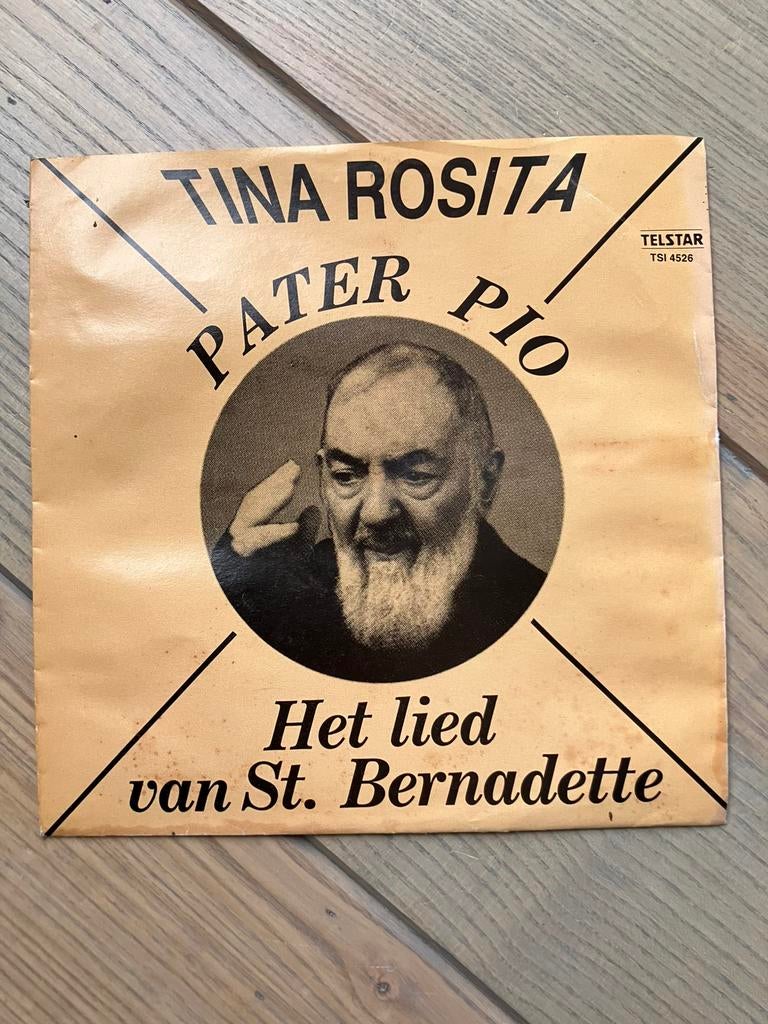 TINA ROSITA
TELSTAR
TSI 4526
PATER PIO
Het lied
van St. Bernadette